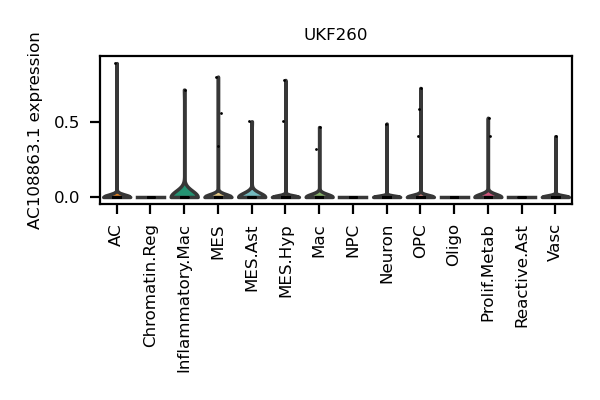 UKF260
AC108863.1 expression
0.5
0.0
AC
Chromatin.Reg
Inflammatory.Mac
MES
MES.Ast
MES.Hyp
Mac
NPC
Neuron
OPC
Oligo
Prolif.Metab
Reactive.Ast
Vasc